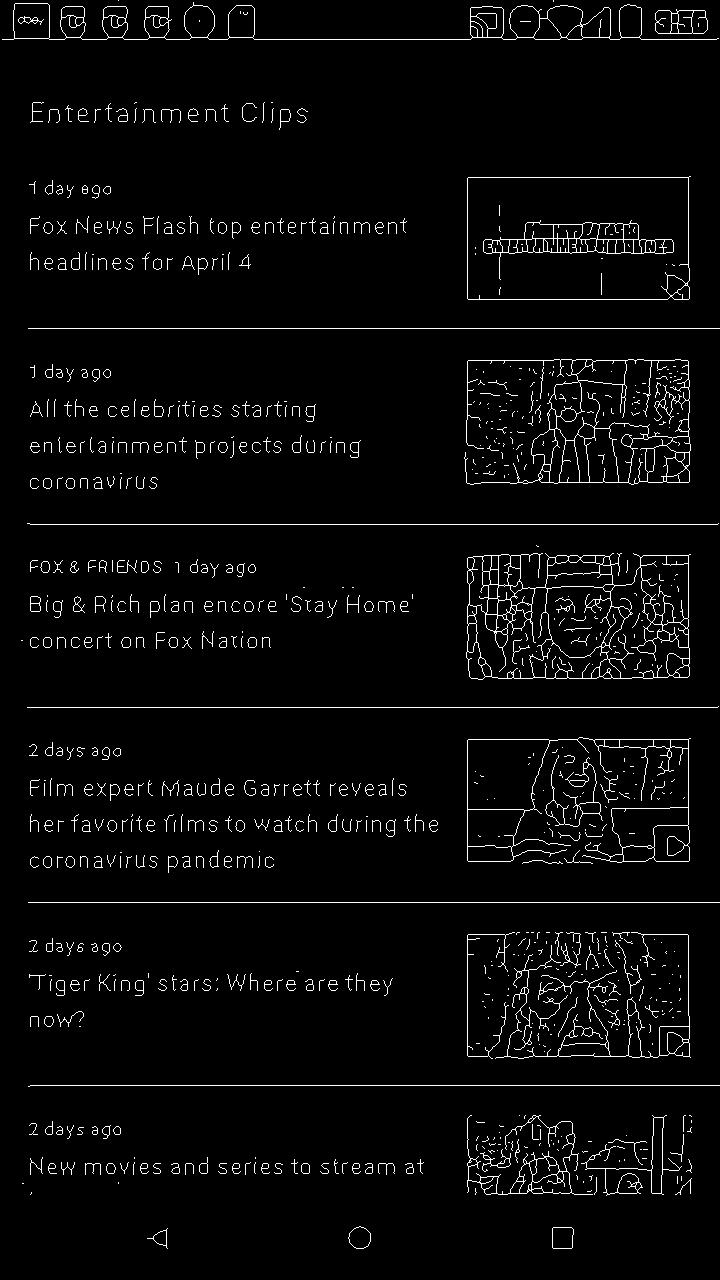 ebay
3:56
Entertainment Clips
1 day ago
Fox News Flash top entertainment
headlines for April 4
ENTERTAINMENT HEADLINES
1 day ago
All the celebrities starting
entertainment projects during
coronavirus
FOX & FRIENDS 1 day ago
Big & Rich plan encore 'Stay Home'
concert on Fox Nation
2 days ago
Film expert Maude Garrett reveals
her favorite films to watch during the
coronavirus pandemic
2 days ago
'Tiger King' stars: Where are they
now?
2 days ago
New movies and series to stream at